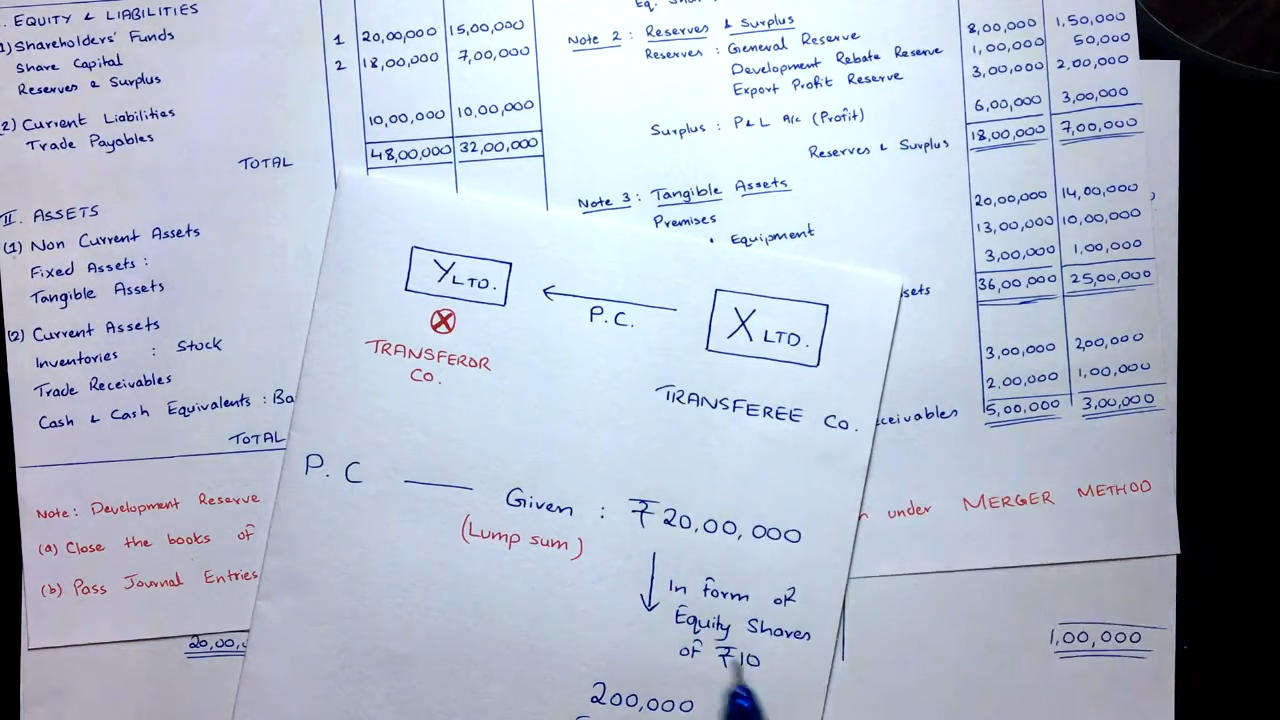 . EQUITY & LIABILITIES
1) Shareholders' Funds
Share Capital 1 20,00,000 15,00,000
Reserves & Surplus 2 18,00,000 7,00,000
(2) Current Liabilities
Trade Payables 10,00,000 10,00,000
TOTAL 48,00,000 32,00,000
II. ASSETS
(1) Non Current Assets
Fixed Assets :
Tangible Assets
(2) Current Assets
Inventories : Stock
Trade Receivables
Cash & Cash Equivalents : Ba
TOTAL
Note: Development Reserve
(a) Close the books of
(b) Pass Journal Entries
20,00,
Note 2 : Reserves & Surplus
Reserves : General Reserve 8,00,000 1,50,000
Development Rebate Reserve 1,00,000 50,000
Export Profit Reserve 3,00,000 2,00,000
Surplus : P&L A/c (Profit) 6,00,000 3,00,000
Reserves & Surplus 18,00,000 7,00,000
Note 3 : Tangible Assets
Premises 20,00,000 14,00,000
Equipment 13,00,000 10,00,000
3,00,000 1,00,000
sets 36,00,000 25,00,000
3,00,000 2,00,000
2,00,000 1,00,000
ceivables 5,00,000 3,00,000
under MERGER METHOD
1,00,000
Y LTD.
P.C.
X LTD.
TRANSFEROR
CO.
TRANSFEREE CO.
P. C — Given : ₹20,00,000
(Lump sum)
In form of
Equity Shares
of ₹10
200,000